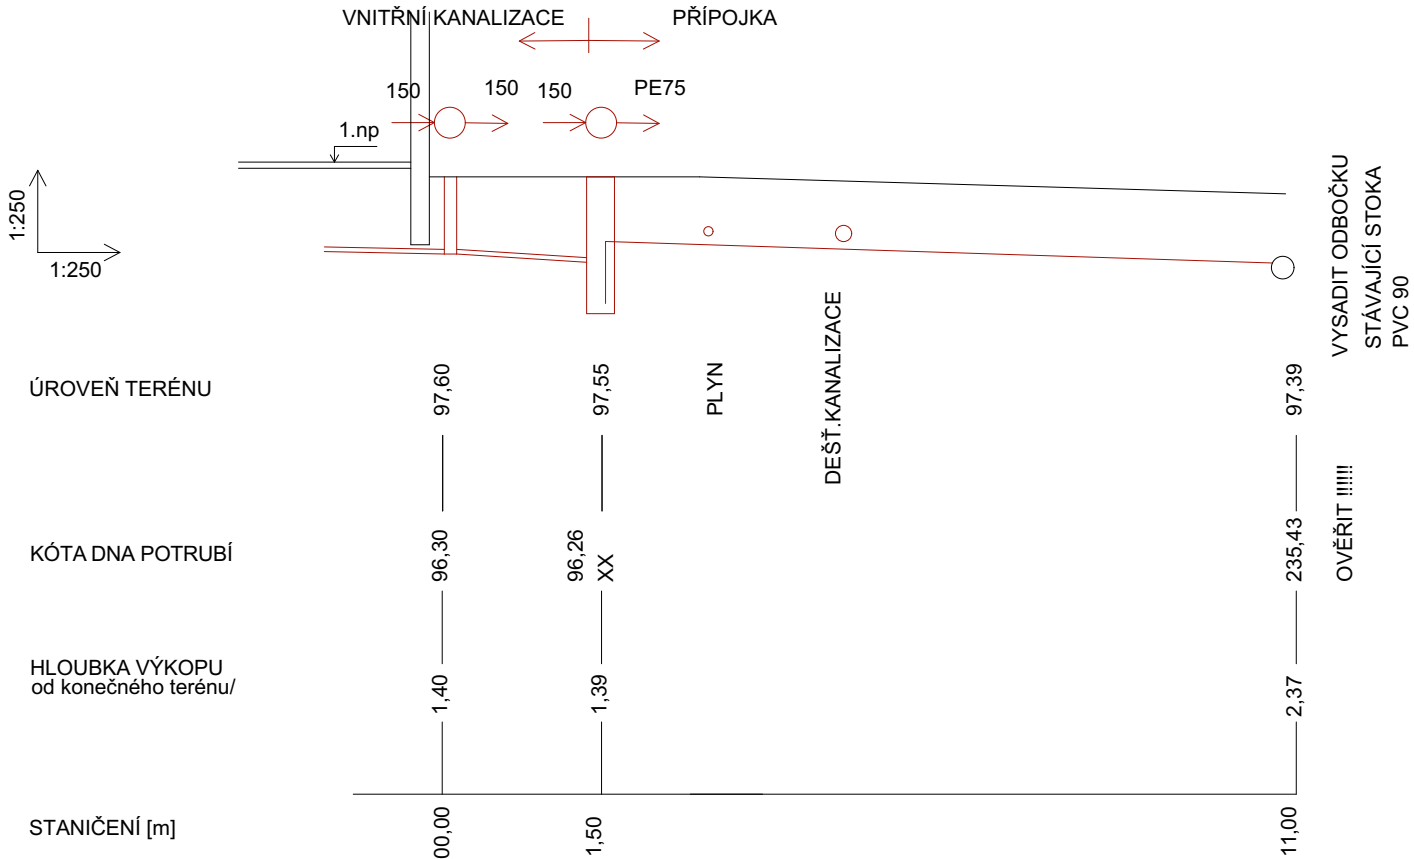 VNITŘNÍ KANALIZACE
PŘÍPOJKA
150
150
150
PE75
1.np
1:250
1:250
VYSADIT ODBOČKU
STÁVAJÍCÍ STOKA
PVC 90
ÚROVEŇ TERÉNU
97,60
97,55
PLYN
DEŠŤ.KANALIZACE
97,39
KÓTA DNA POTRUBÍ
96,30
96,26
XX
235,43
OVĚŘIT !!!!!!
HLOUBKA VÝKOPU
od konečného terénu/
1,40
1,39
2,37
STANIČENÍ [m]
00,00
1,50
11,00